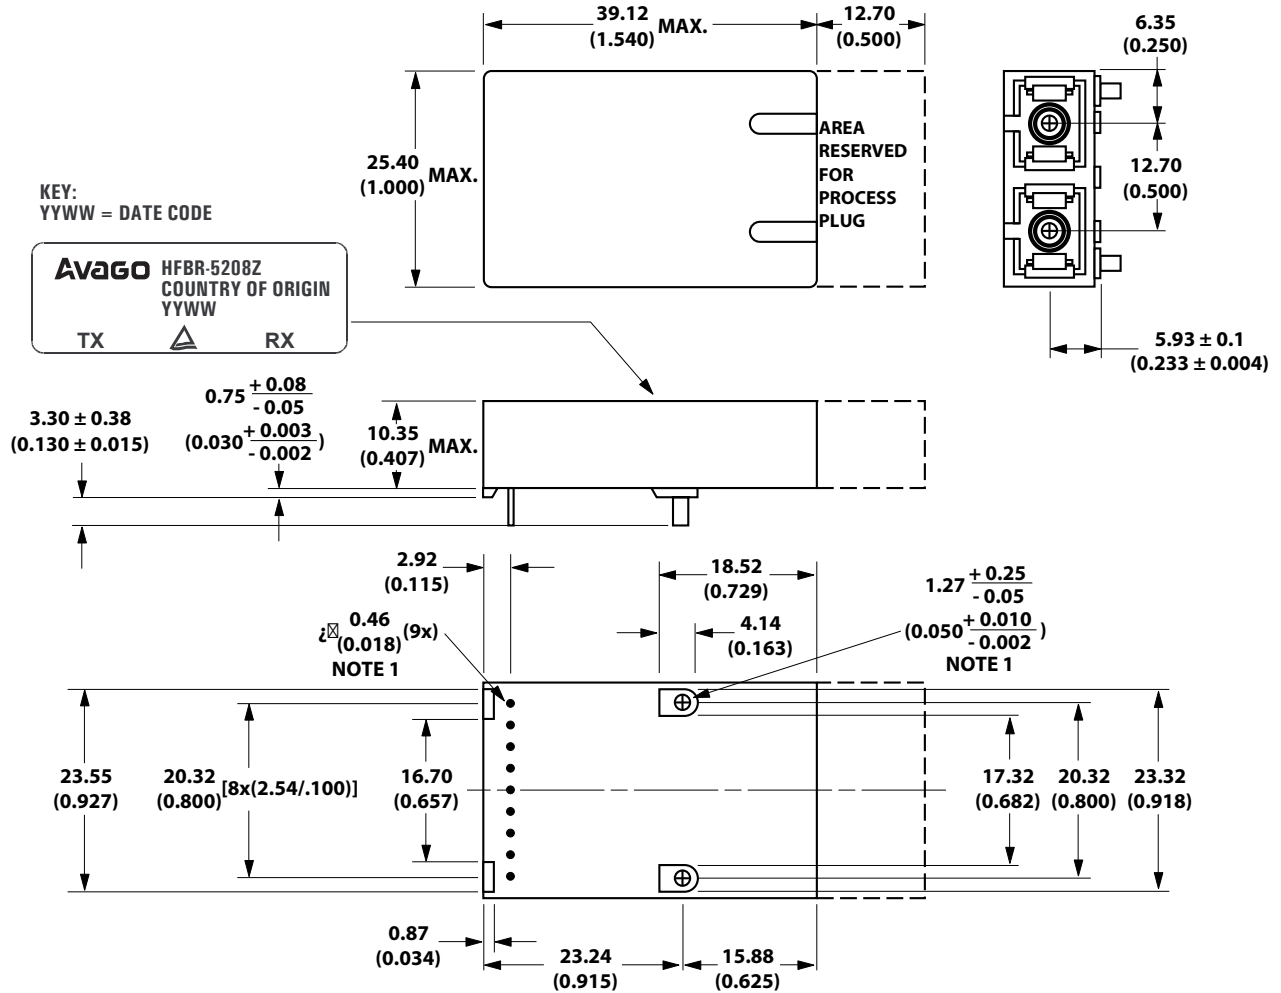 39.12
(1.540) MAX.
12.70
(0.500)
6.35
(0.250)
25.40
(1.000) MAX.
AREA
RESERVED
FOR
PROCESS
PLUG
12.70
(0.500)
KEY:
YYWW = DATE CODE
AVAGO HFBR-5208Z
COUNTRY OF ORIGIN
YYWW
TX RX
5.93 ± 0.1
(0.233 ± 0.004)
3.30 ± 0.38
(0.130 ± 0.015)
0.75 + 0.08
- 0.05
(0.030 + 0.003
- 0.002 )
10.35
(0.407) MAX.
2.92
(0.115)
18.52
(0.729)
1.27 + 0.25
- 0.05
(0.050 + 0.010
- 0.002 )
NOTE 1
¿ 0.46
(0.018) (9x)
NOTE 1
4.14
(0.163)
23.55
(0.927)
20.32
(0.800) [8x(2.54/.100)]
16.70
(0.657)
17.32
(0.682)
20.32
(0.800)
23.32
(0.918)
0.87
(0.034)
23.24
(0.915)
15.88
(0.625)